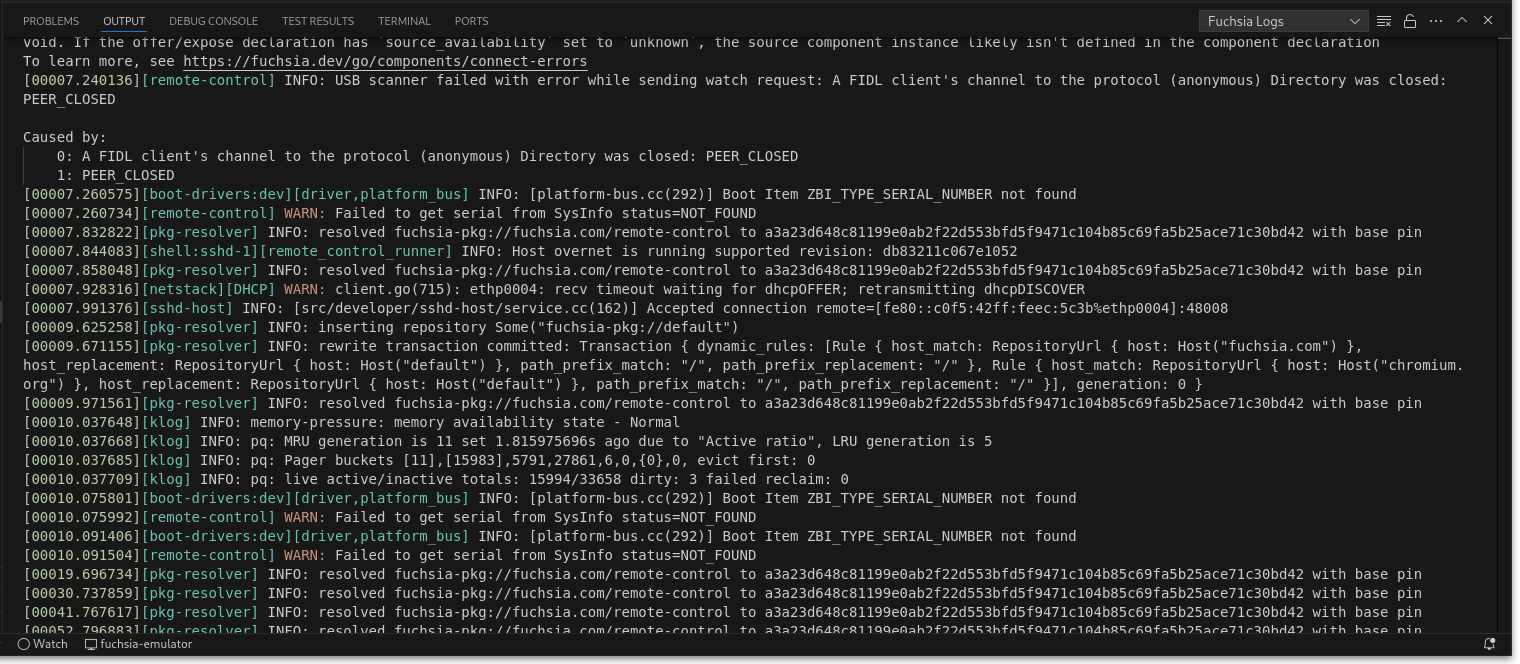 PROBLEMS OUTPUT DEBUG CONSOLE TEST RESULTS TERMINAL PORTS Fuchsia Logs
void. If the offer/expose declaration has `source_availability` set to `unknown`, the source component instance likely isn't defined in the component declaration
To learn more, see https://fuchsia.dev/go/components/connect-errors
[00007.240136][remote-control] INFO: USB scanner failed with error while sending watch request: A FIDL client's channel to the protocol (anonymous) Directory was closed:
PEER_CLOSED
Caused by:
0: A FIDL client's channel to the protocol (anonymous) Directory was closed: PEER_CLOSED
1: PEER_CLOSED
[00007.260575][boot-drivers:dev][driver,platform_bus] INFO: [platform-bus.cc(292)] Boot Item ZBI_TYPE_SERIAL_NUMBER not found
[00007.260734][remote-control] WARN: Failed to get serial from SysInfo status=NOT_FOUND
[00007.832822][pkg-resolver] INFO: resolved fuchsia-pkg://fuchsia.com/remote-control to a3a23d648c81199e0ab2f22d553bfd5f9471c104b85c69fa5b25ace71c30bd42 with base pin
[00007.844083][shell:sshd-1][remote_control_runner] INFO: Host overnet is running supported revision: db83211c067e1052
[00007.858048][pkg-resolver] INFO: resolved fuchsia-pkg://fuchsia.com/remote-control to a3a23d648c81199e0ab2f22d553bfd5f9471c104b85c69fa5b25ace71c30bd42 with base pin
[00007.928316][netstack][DHCP] WARN: client.go(715): ethp0004: recv timeout waiting for dhcpOFFER; retransmitting dhcpDISCOVER
[00007.991376][sshd-host] INFO: [src/developer/sshd-host/service.cc(162)] Accepted connection remote=[fe80::c0f5:42ff:feec:5c3b%ethp0004]:48008
[00009.625258][pkg-resolver] INFO: inserting repository Some("fuchsia-pkg://default")
[00009.671155][pkg-resolver] INFO: rewrite transaction committed: Transaction { dynamic_rules: [Rule { host_match: RepositoryUrl { host: Host("fuchsia.com") },
host_replacement: RepositoryUrl { host: Host("default") }, path_prefix_match: "/", path_prefix_replacement: "/" }, Rule { host_match: RepositoryUrl { host: Host("chromium.
org") }, host_replacement: RepositoryUrl { host: Host("default") }, path_prefix_match: "/", path_prefix_replacement: "/" }], generation: 0 }
[00009.971561][pkg-resolver] INFO: resolved fuchsia-pkg://fuchsia.com/remote-control to a3a23d648c81199e0ab2f22d553bfd5f9471c104b85c69fa5b25ace71c30bd42 with base pin
[00010.037648][klog] INFO: memory-pressure: memory availability state - Normal
[00010.037668][klog] INFO: pq: MRU generation is 11 set 1.815975696s ago due to "Active ratio", LRU generation is 5
[00010.037685][klog] INFO: pq: Pager buckets [11],[15983],5791,27861,6,0,{0},0, evict first: 0
[00010.037709][klog] INFO: pq: live active/inactive totals: 15994/33658 dirty: 3 failed reclaim: 0
[00010.075801][boot-drivers:dev][driver,platform_bus] INFO: [platform-bus.cc(292)] Boot Item ZBI_TYPE_SERIAL_NUMBER not found
[00010.075992][remote-control] WARN: Failed to get serial from SysInfo status=NOT_FOUND
[00010.091406][boot-drivers:dev][driver,platform_bus] INFO: [platform-bus.cc(292)] Boot Item ZBI_TYPE_SERIAL_NUMBER not found
[00010.091504][remote-control] WARN: Failed to get serial from SysInfo status=NOT_FOUND
[00019.696734][pkg-resolver] INFO: resolved fuchsia-pkg://fuchsia.com/remote-control to a3a23d648c81199e0ab2f22d553bfd5f9471c104b85c69fa5b25ace71c30bd42 with base pin
[00030.737859][pkg-resolver] INFO: resolved fuchsia-pkg://fuchsia.com/remote-control to a3a23d648c81199e0ab2f22d553bfd5f9471c104b85c69fa5b25ace71c30bd42 with base pin
[00041.767617][pkg-resolver] INFO: resolved fuchsia-pkg://fuchsia.com/remote-control to a3a23d648c81199e0ab2f22d553bfd5f9471c104b85c69fa5b25ace71c30bd42 with base pin
[00052.796883][pkg-resolver] INFO: resolved fuchsia-pkg://fuchsia.com/remote-control to a3a23d648c81199e0ab2f22d553bfd5f9471c104b85c69fa5b25ace71c30bd42 with base pin
Watch fuchsia-emulator